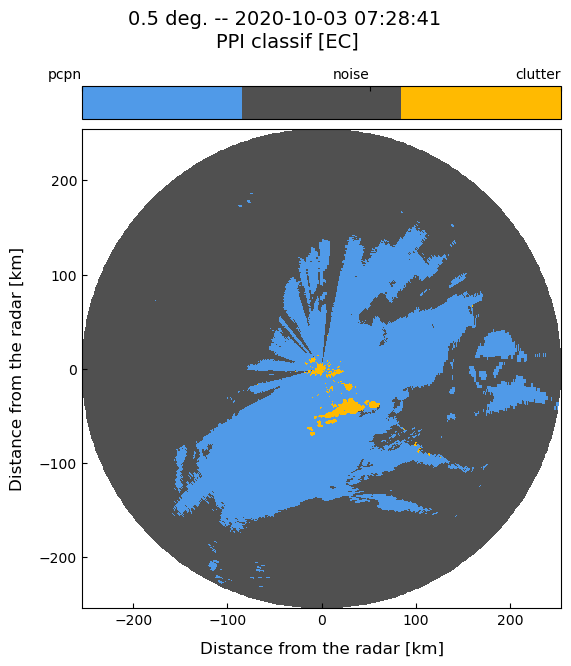 0.5 deg. -- 2020-10-03 07:28:41
PPI classif [EC]
pcpn noise clutter
200
100
0
−100
−200
Distance from the radar [km]
−200 −100 0 100 200
Distance from the radar [km]